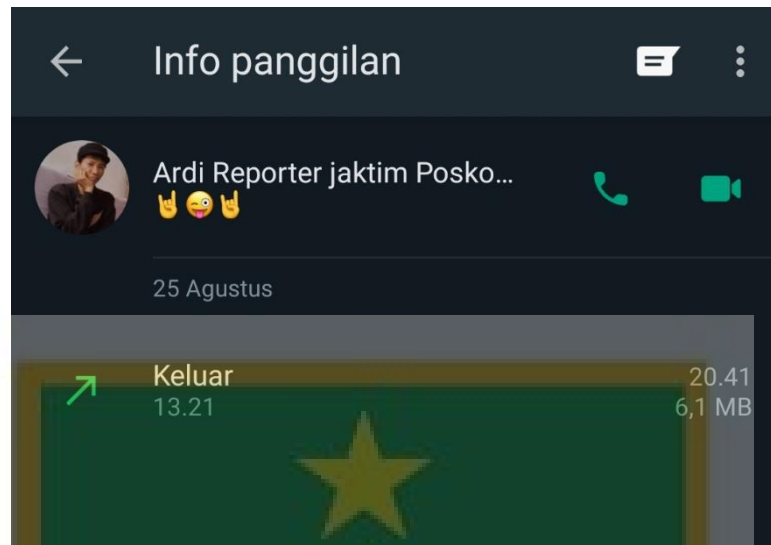 Info panggilan
Ardi Reporter jaktim Posko...
🤘😜🤘
25 Agustus
Keluar 20.41
13.21 6,1 MB